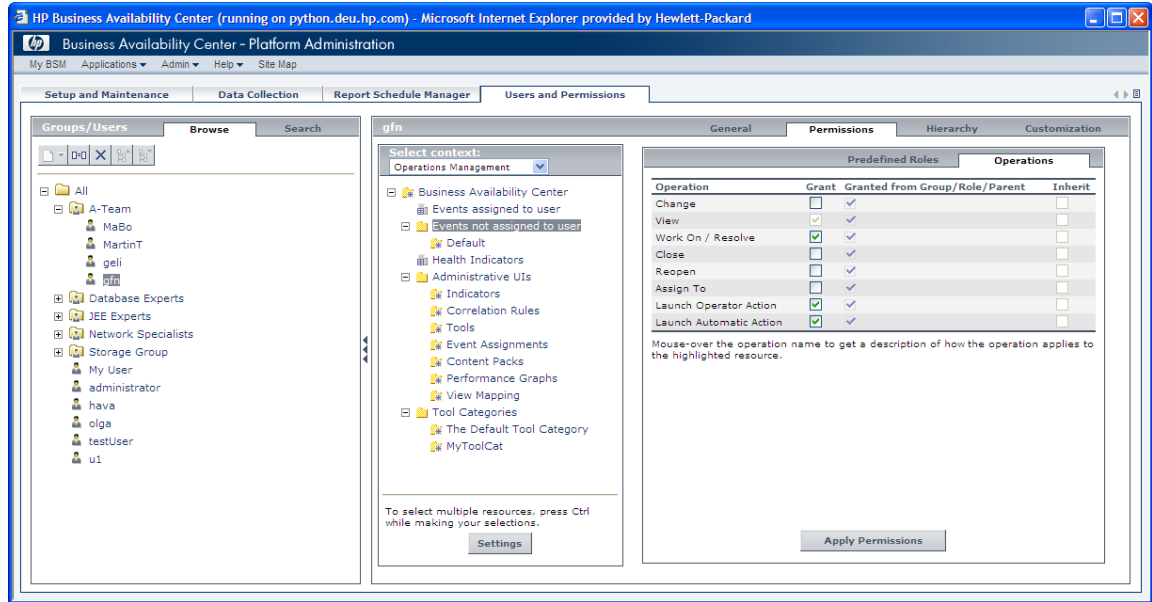 HP Business Availability Center (running on python.deu.hp.com) - Microsoft Internet Explorer provided by Hewlett-Packard
hp Business Availability Center - Platform Administration
My BSM Applications Admin Help Site Map
Setup and Maintenance Data Collection Report Schedule Manager Users and Permissions
Groups/Users Browse Search
All
A-Team
MaBo
MartinT
geli
gfn
Database Experts
JEE Experts
Network Specialists
Storage Group
My User
administrator
hava
olga
testUser
u1
gfn General Permissions Hierarchy Customization
Select context:
Operations Management
Business Availability Center
Events assigned to user
Events not assigned to user
Default
Health Indicators
Administrative UIs
Indicators
Correlation Rules
Tools
Event Assignments
Content Packs
Performance Graphs
View Mapping
Tool Categories
The Default Tool Category
MyToolCat
To select multiple resources, press Ctrl
while making your selections.
Settings
Predefined Roles Operations
Operation Grant Granted from Group/Role/Parent Inherit
Change
View
Work On / Resolve
Close
Reopen
Assign To
Launch Operator Action
Launch Automatic Action
Mouse-over the operation name to get a description of how the operation applies to
the highlighted resource.
Apply Permissions